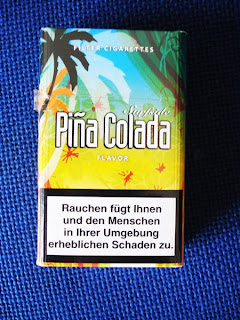 FILTER CIGARETTES
Piña Colada
FLAVOR
Rauchen fügt Ihnen
und den Menschen
in Ihrer Umgebung
erheblichen Schaden zu.